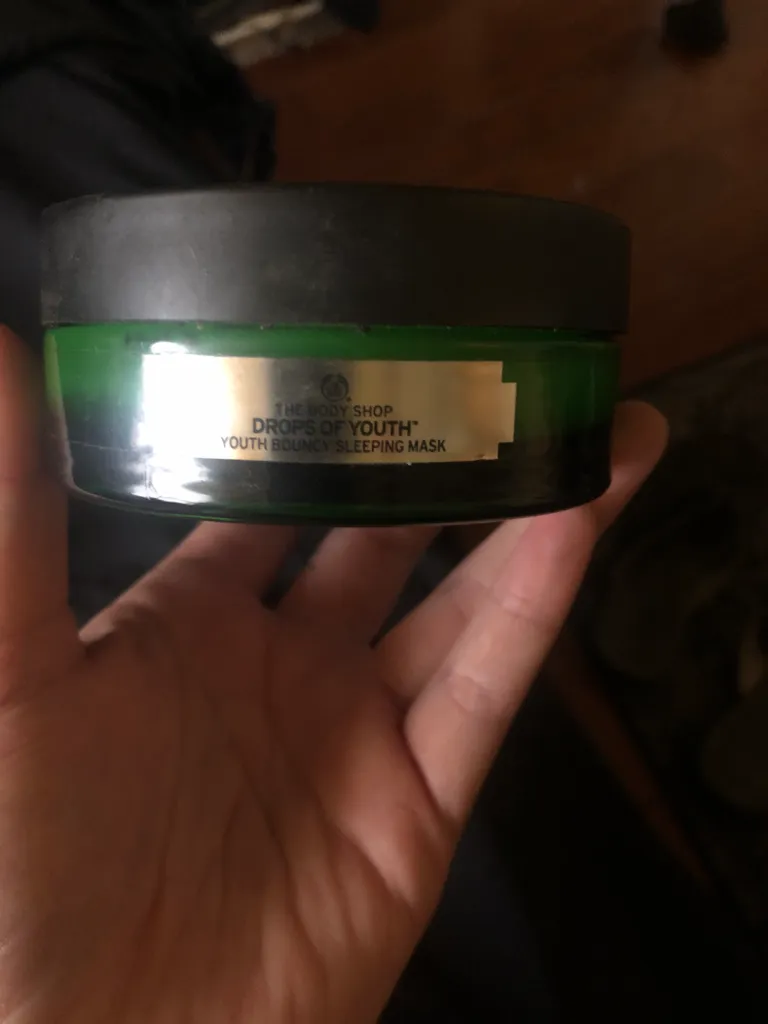 THE BODY SHOP
DROPS OF YOUTH™
YOUTH BOUNCY SLEEPING MASK